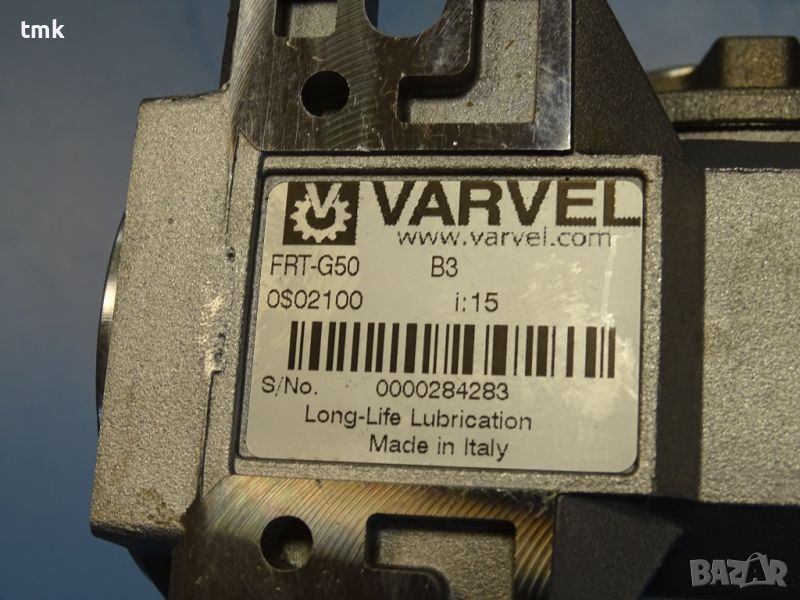 tmk
VARVEL
www.varvel.com
FRT-G50 B3
0S02100 i:15
S/No. 0000284283
Long-Life Lubrication
Made in Italy
BAZAR